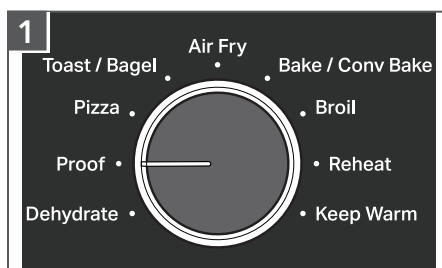 1
Air Fry
Toast / Bagel
Bake / Conv Bake
Pizza
Broil
Proof
Reheat
Dehydrate
Keep Warm